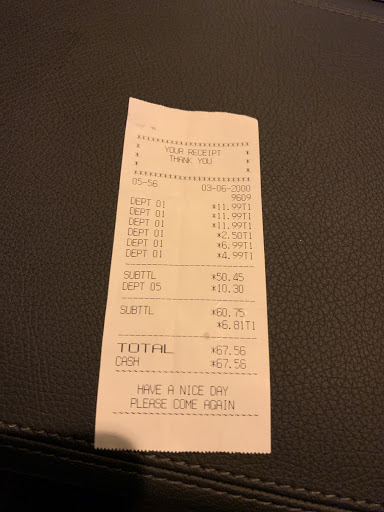 YOUR RECEIPT
THANK YOU
05-56 03-06-2000
9609
DEPT 01 *11.99T1
DEPT 01 *11.99T1
DEPT 01 *11.99T1
DEPT 01 *2.50T1
DEPT 01 *6.99T1
DEPT 01 *4.99T1
SUBTTL *50.45
DEPT 05 *10.30
SUBTTL *60.75
*6.81T1
TOTAL *67.56
CASH *67.56
HAVE A NICE DAY
PLEASE COME AGAIN